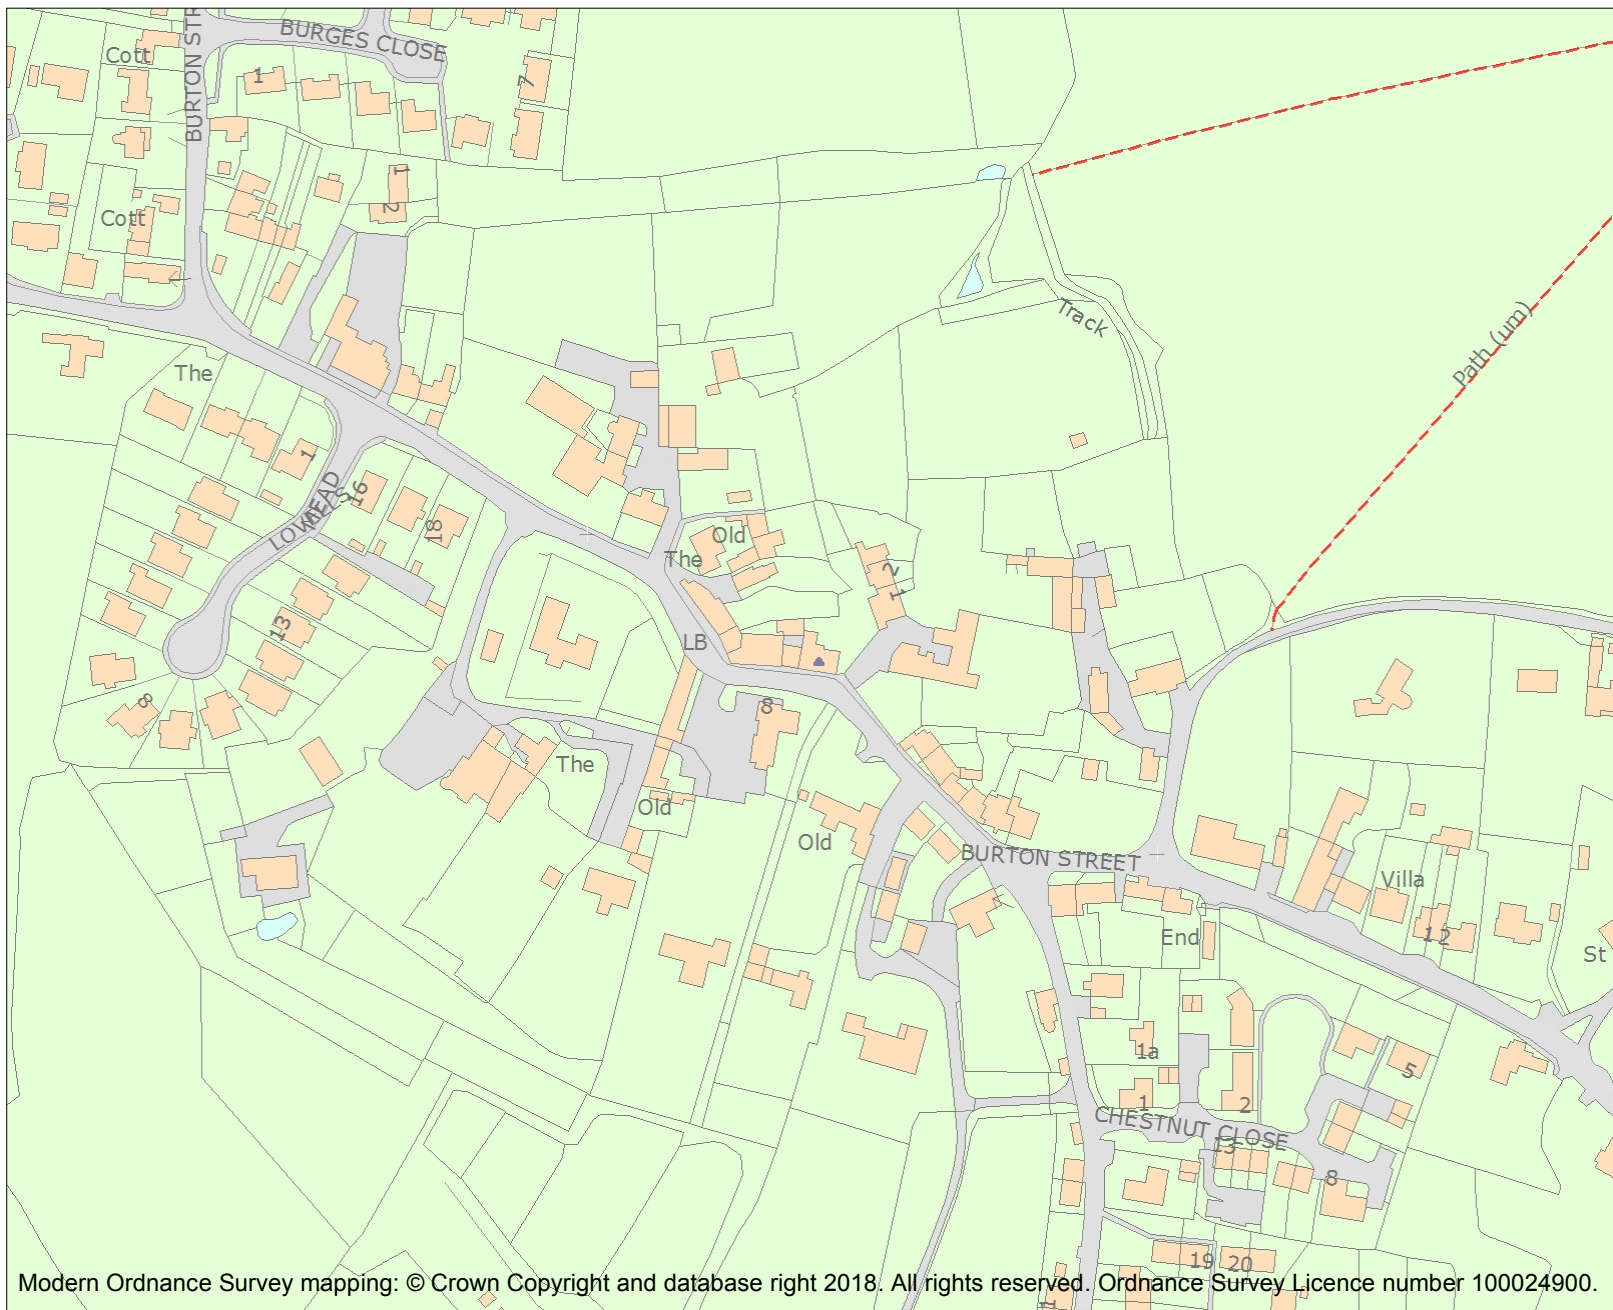 BURGES CLOSE
BURTON STR
Cott
1
7
Cott
1
2
Track
Path (um)
The
1
LOWMEAD
16
18
Old
The
2
1
13
LB
8
8
The
Old
Old
BURTON STREET
Villa
1 2
End
St
1a
5
1
2
CHESTNUT CLOSE
13
8
19 20
Modern Ordnance Survey mapping: © Crown Copyright and database right 2018. All rights reserved. Ordnance Survey Licence number 100024900.